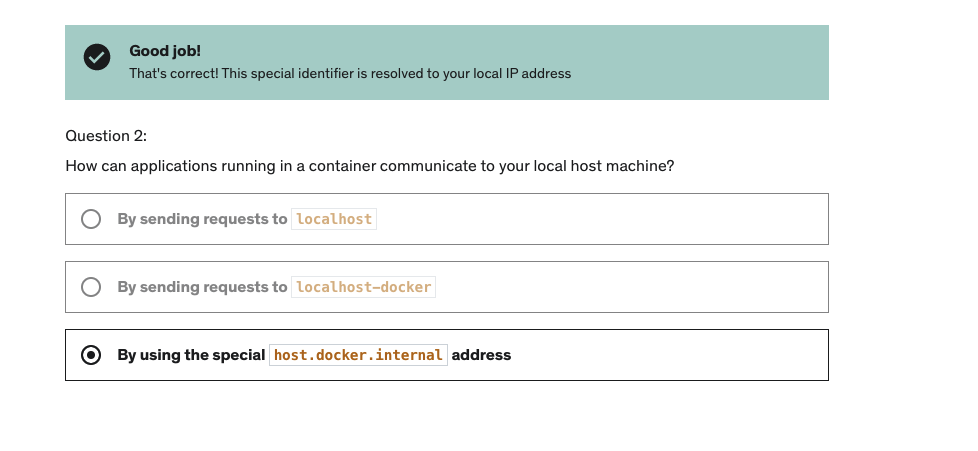 Good job!
That's correct! This special identifier is resolved to your local IP address
Question 2:
How can applications running in a container communicate to your local host machine?
By sending requests to localhost
By sending requests to localhost-docker
By using the special host.docker.internal address